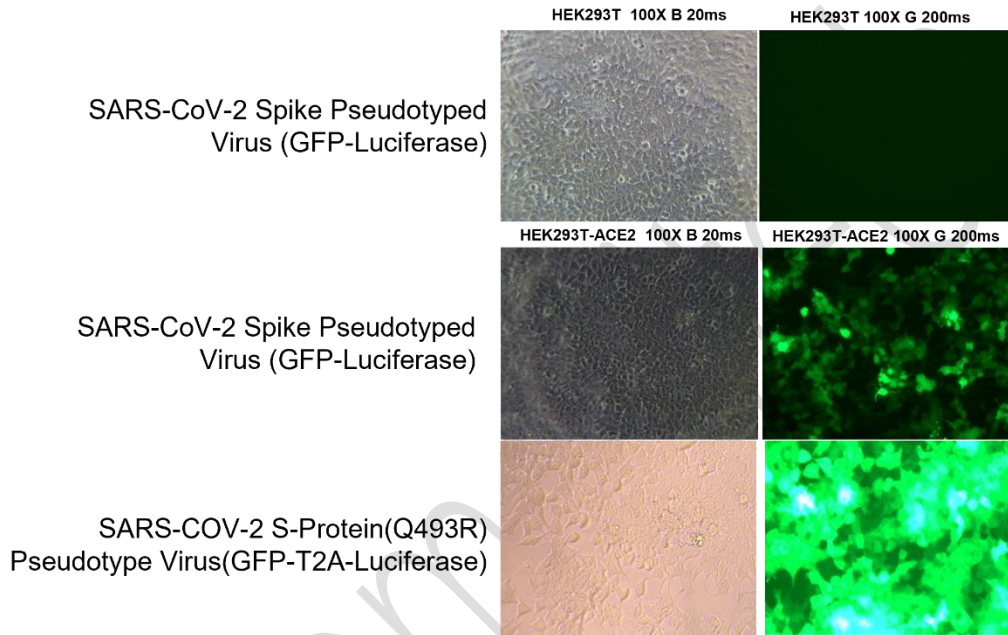 HEK293T 100X B 20ms
HEK293T 100X G 200ms
SARS-CoV-2 Spike Pseudotyped
Virus (GFP-Luciferase)
HEK293T-ACE2 100X B 20ms
HEK293T-ACE2 100X G 200ms
SARS-CoV-2 Spike Pseudotyped
Virus (GFP-Luciferase)
SARS-COV-2 S-Protein(Q493R)
Pseudotype Virus(GFP-T2A-Luciferase)